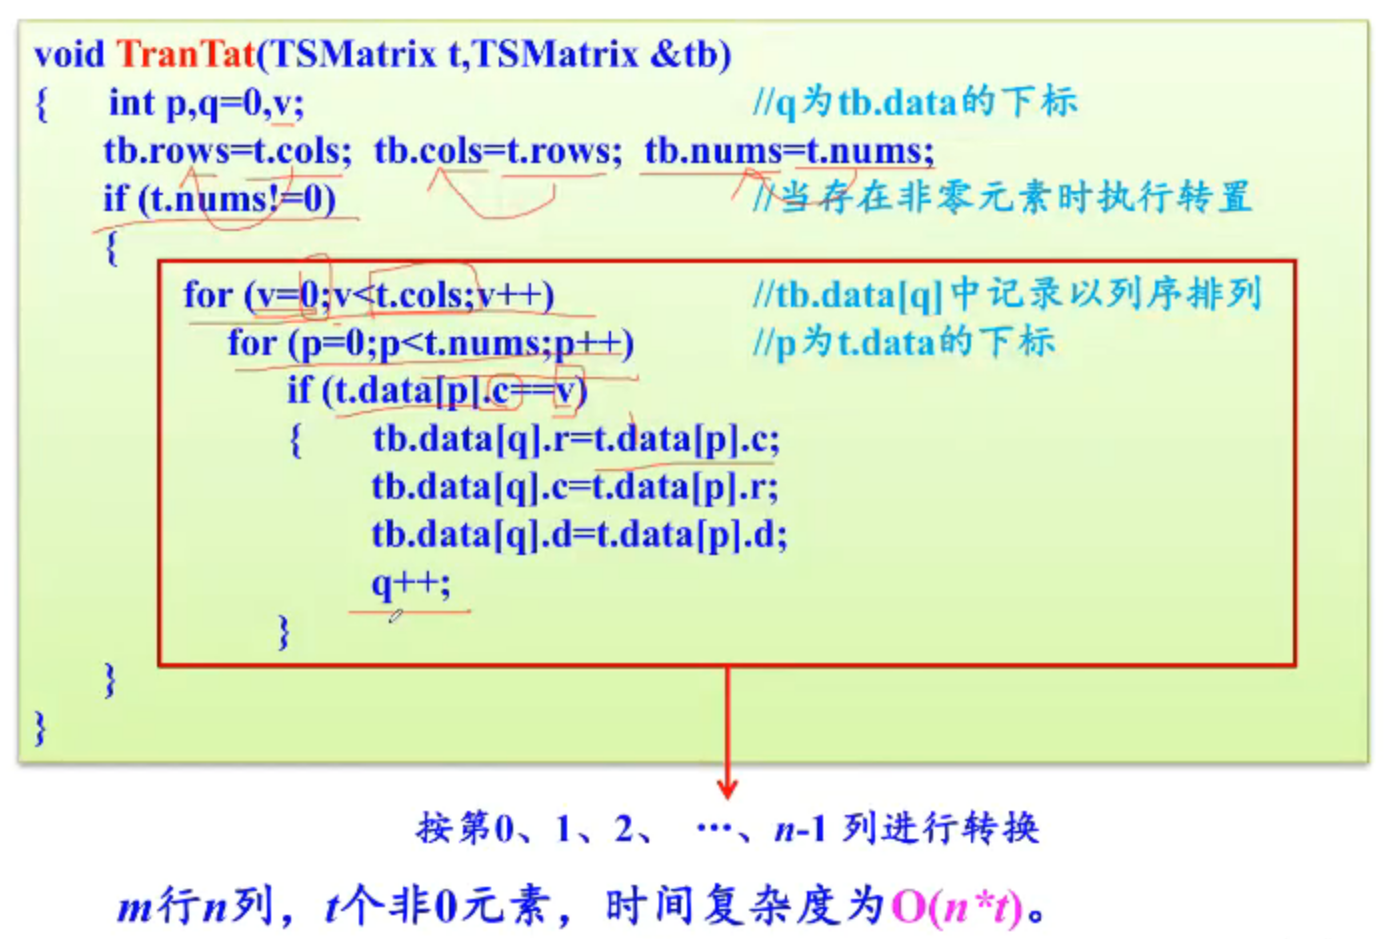 void TranTat(TSMatrix t,TSMatrix &tb)
{ int p,q=0,v; //q为tb.data的下标
tb.rows=t.cols; tb.cols=t.rows; tb.nums=t.nums;
if (t.nums!=0) //当存在非零元素时执行转置
{
for (v=0;v<t.cols;v++) //tb.data[q]中记录以列序排列
for (p=0;p<t.nums;p++) //p为t.data的下标
if (t.data[p].c==v)
{ tb.data[q].r=t.data[p].c;
tb.data[q].c=t.data[p].r;
tb.data[q].d=t.data[p].d;
q++;
}
}
}
按第0、1、2、 …、n-1 列进行转换
m行n列，t个非0元素，时间复杂度为O(n*t)。